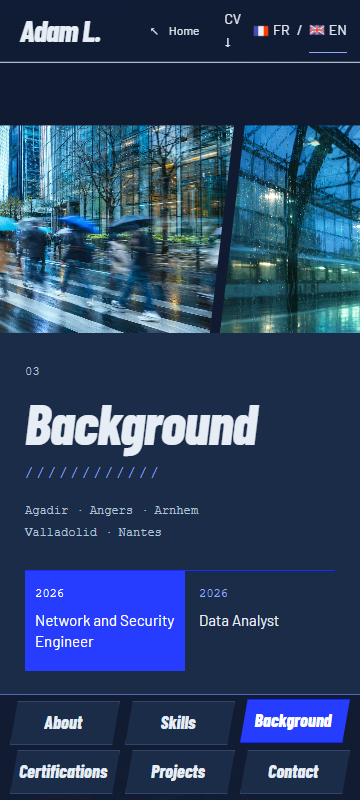 Adam L.
↖ Home
CV ↓
🇫🇷 FR / 🇬🇧 EN
03
Background
////////////
Agadir · Angers · Arnhem
Valladolid · Nantes
2026
Network and Security
Engineer
2026
Data Analyst
About
Skills
Background
Certifications
Projects
Contact